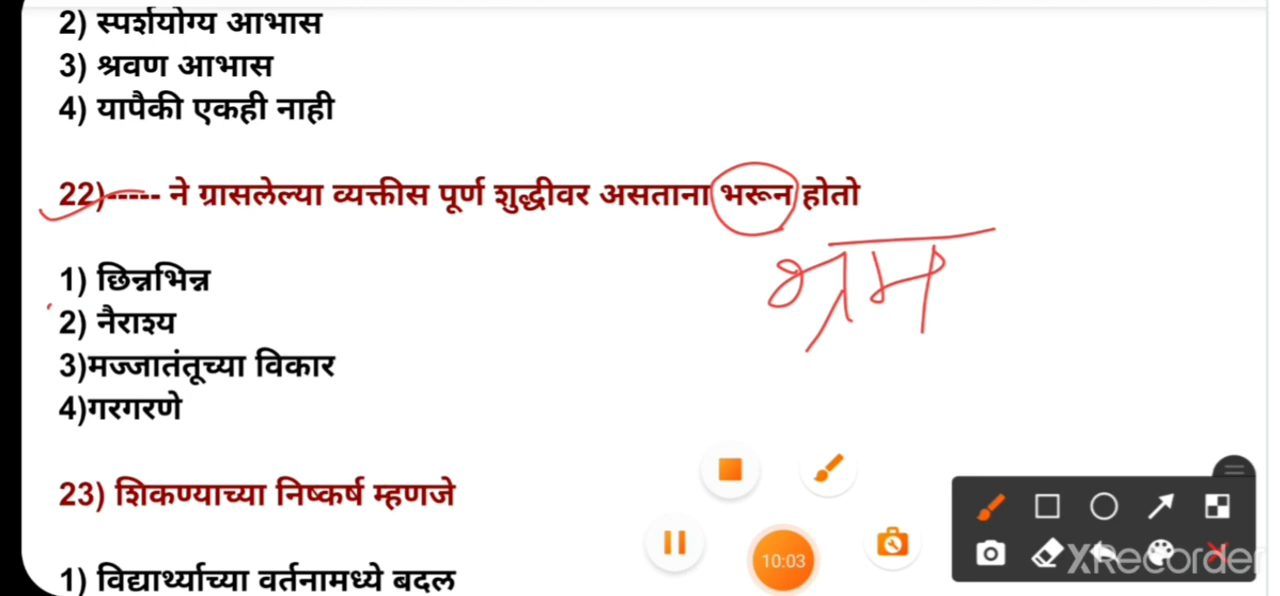 2) स्पर्शयोग्य आभास
3) श्रवण आभास
4) यापैकी एकही नाही
22)----- ने ग्रासलेल्या व्यक्तीस पूर्ण शुद्धीवर असताना भरून होतो
भ्रम
1) छिन्नभिन्न
2) नैराश्य
3)मज्जातंतूच्या विकार
4)गरगरणे
23) शिकण्याच्या निष्कर्ष म्हणजे
10:03
XRecorder
1) विद्यार्थ्याच्या वर्तनामध्ये बदल